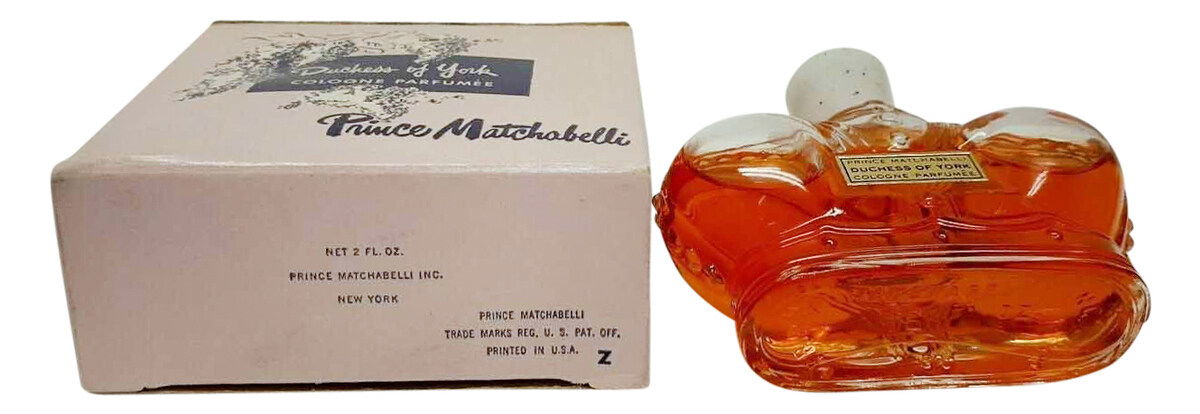 Duchess of York
COLOGNE PARFUMÉE
Prince Matchabelli
NET 2 FL. OZ.
PRINCE MATCHABELLI INC.
NEW YORK
PRINCE MATCHABELLI
TRADE MARKS REG. U. S. PAT. OFF.
PRINTED IN U.S.A. Z
PRINCE MATCHABELLI
DUCHESS OF YORK
COLOGNE PARFUMÉE